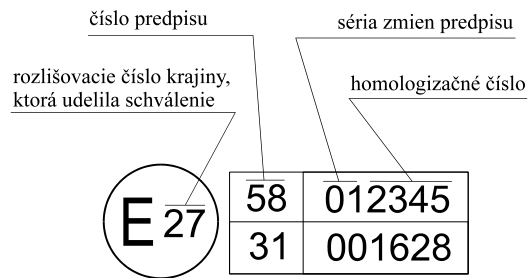 číslo predpisu
séria zmien predpisu
rozlišovacie číslo krajiny,
ktorá udelila schválenie
homologizačné číslo
E 27
58 012345
31 001628